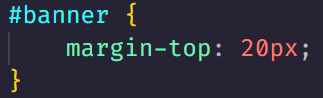 #banner {
    margin-top: 20px;
}